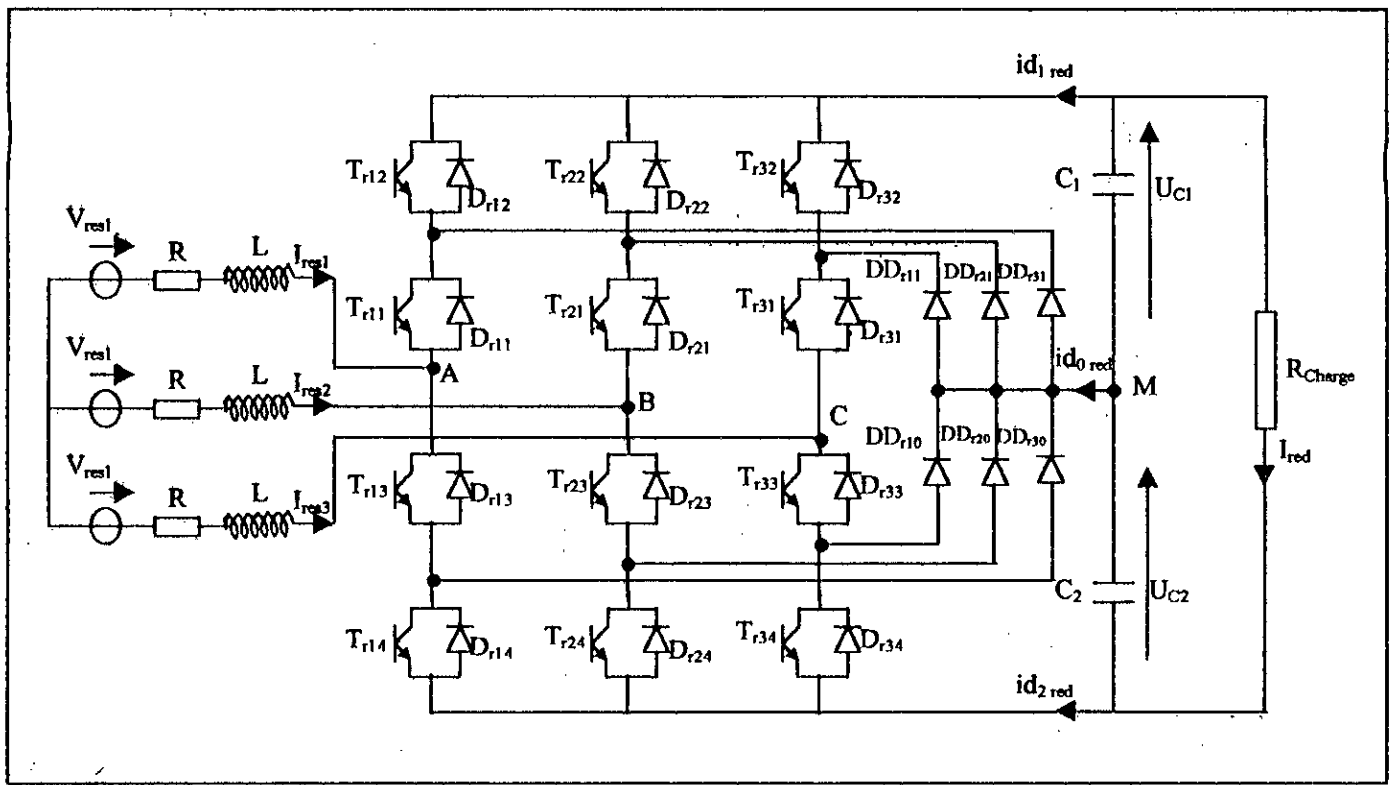 id1 red
Tr12
Dr12
Tr22
Dr22
Tr32
Dr32
C1
UC1
Vres1
R
L
Ires1
DDr11
DDr21
DDr31
Tr11
Dr11
Tr21
Dr21
Tr31
Dr31
A
id0 red
M
RCharge
Vres1
R
L
Ires2
B
C
DDr10
DDr20
DDr30
Ired
Vres1
R
L
Ires3
Tr13
Dr13
Tr23
Dr23
Tr33
Dr33
C2
UC2
Tr14
Dr14
Tr24
Dr24
Tr34
Dr34
id2 red